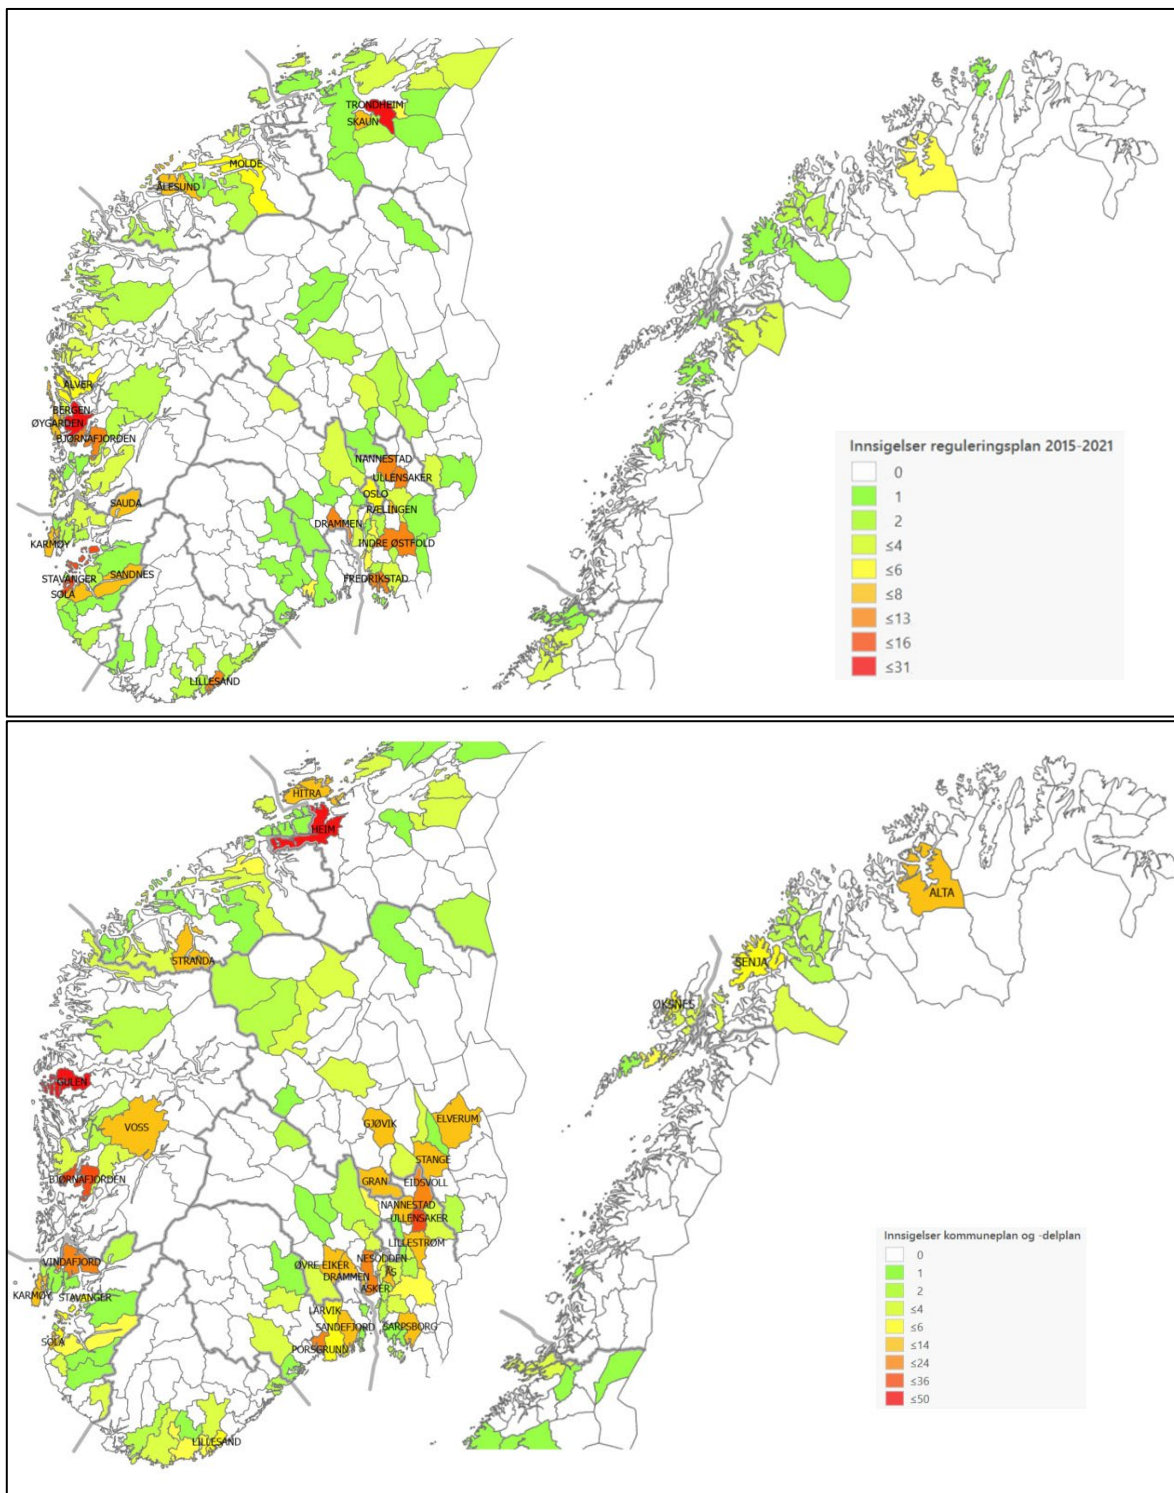 TRONDHEIM
SKAUN
MOLDE
ÅLESUND
ALVER
BERGEN
ØYGARDEN
BJØRNAFJORDEN
NANNESTAD
ULLENSAKER
OSLO
RÆLINGEN
SAUDA
DRAMMEN
KARMØY
INDRE ØSTFOLD
STAVANGER
SANDNES
FREDRIKSTAD
SOLA
LILLESAND
Innsigelser reguleringsplan 2015-2021
0
1
2
≤4
≤6
≤8
≤13
≤16
≤31
HITRA
HEIM
STRANDA
GULEN
VOSS
GJØVIK
ELVERUM
STANGE
BJØRNAFJORDEN
GRAN
EIDSVOLL
NANNESTAD
ULLENSAKER
LILLESTRØM
VINDAFJORD
NESODDEN
ØVRE EIKER
ÅS
DRAMMEN
KARMØY
STAVANGER
ASKER
LARVIK
SOLA
SANDEFJORD
SARPSBORG
PORSGRUNN
LILLESAND
ALTA
SENJA
ØKSNES
Innsigelser kommuneplan og -delplan
0
1
2
≤4
≤6
≤14
≤24
≤36
≤50